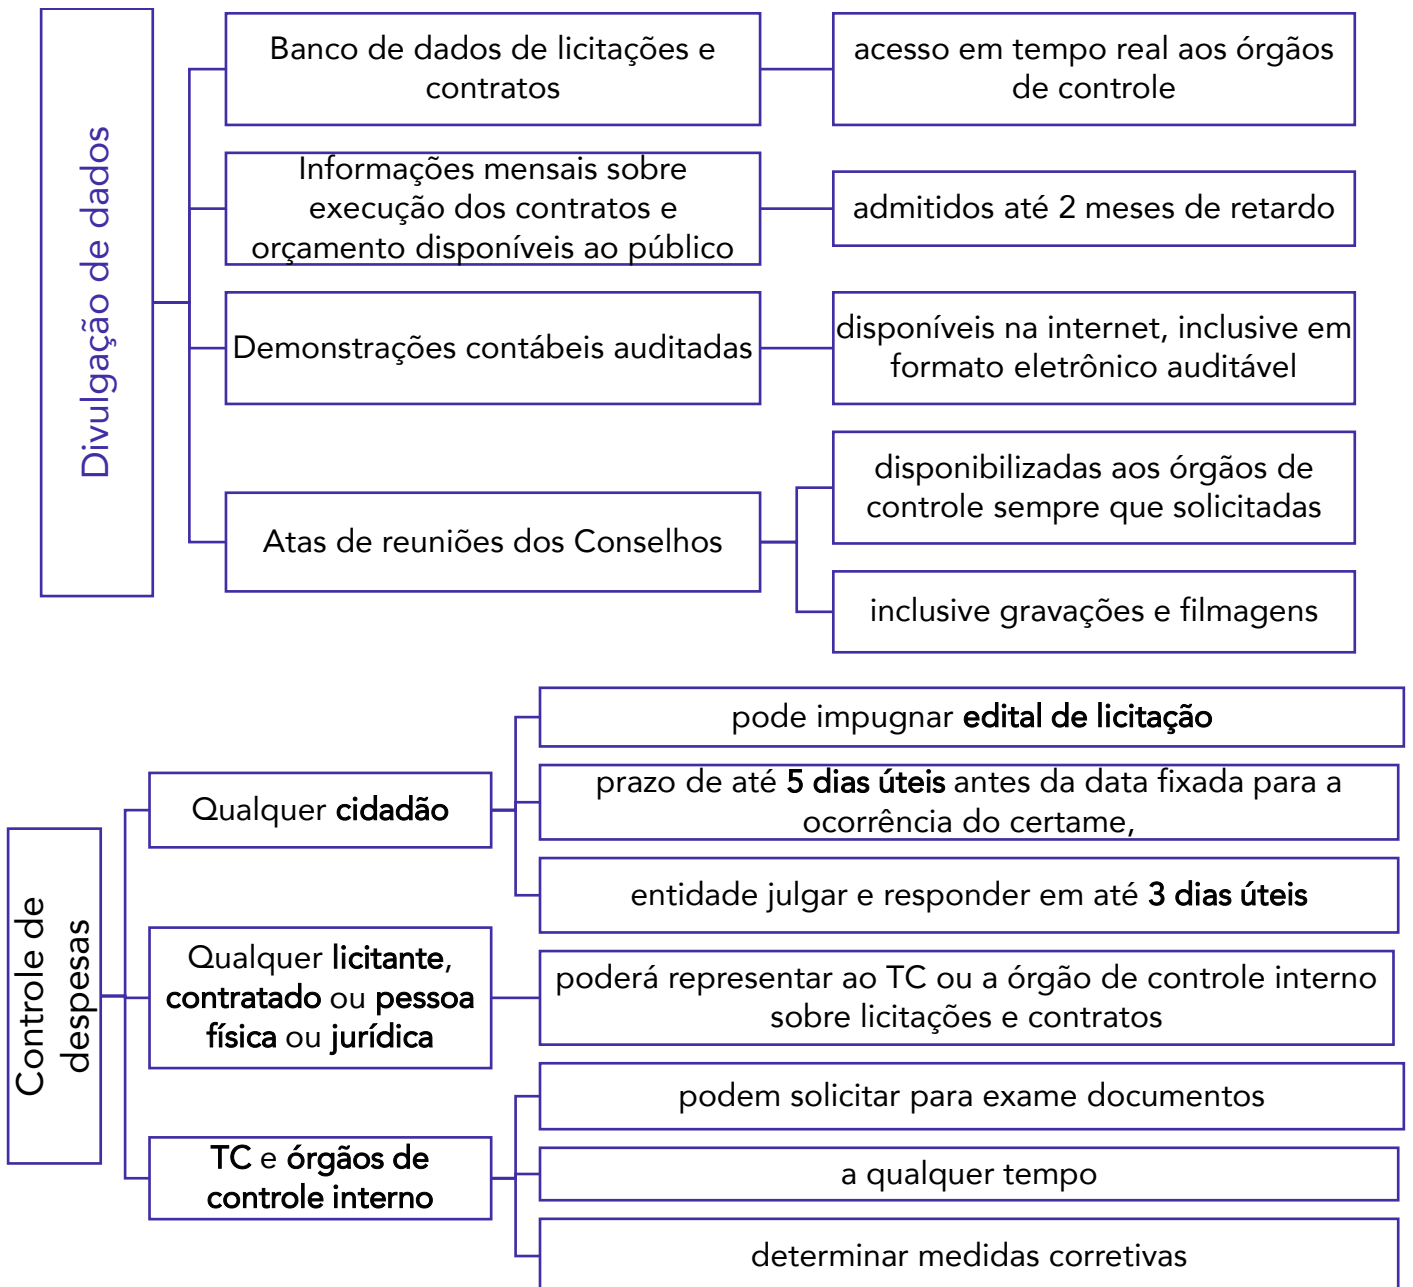 Divulgação de dados
Banco de dados de licitações e
contratos
acesso em tempo real aos órgãos
de controle
Informações mensais sobre
execução dos contratos e
orçamento disponíveis ao público
admitidos até 2 meses de retardo
Demonstrações contábeis auditadas
disponíveis na internet, inclusive em
formato eletrônico auditável
Atas de reuniões dos Conselhos
disponibilizadas aos órgãos de
controle sempre que solicitadas
inclusive gravações e filmagens
Controle de
despesas
Qualquer cidadão
pode impugnar edital de licitação
prazo de até 5 dias úteis antes da data fixada para a
ocorrência do certame,
entidade julgar e responder em até 3 dias úteis
Qualquer licitante,
contratado ou pessoa
física ou jurídica
poderá representar ao TC ou a órgão de controle interno
sobre licitações e contratos
TC e órgãos de
controle interno
podem solicitar para exame documentos
a qualquer tempo
determinar medidas corretivas